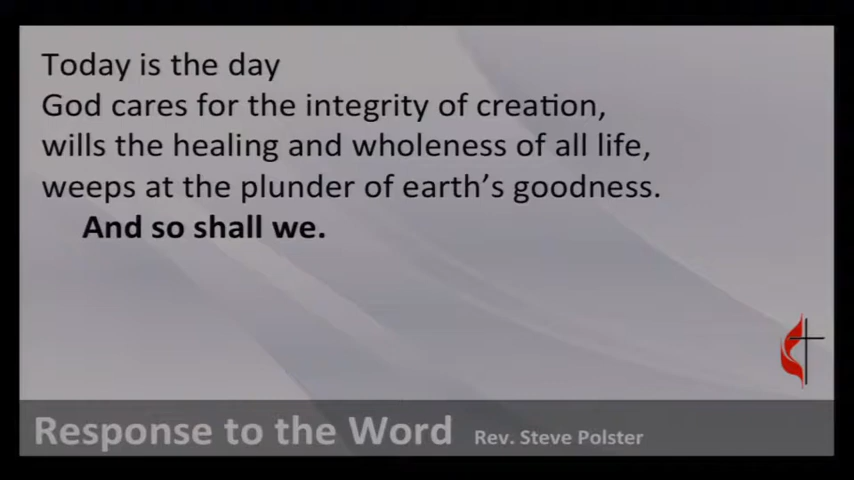 Today is the day
God cares for the integrity of creation,
wills the healing and wholeness of all life,
weeps at the plunder of earth’s goodness.
And so shall we.
Response to the Word Rev. Steve Polster